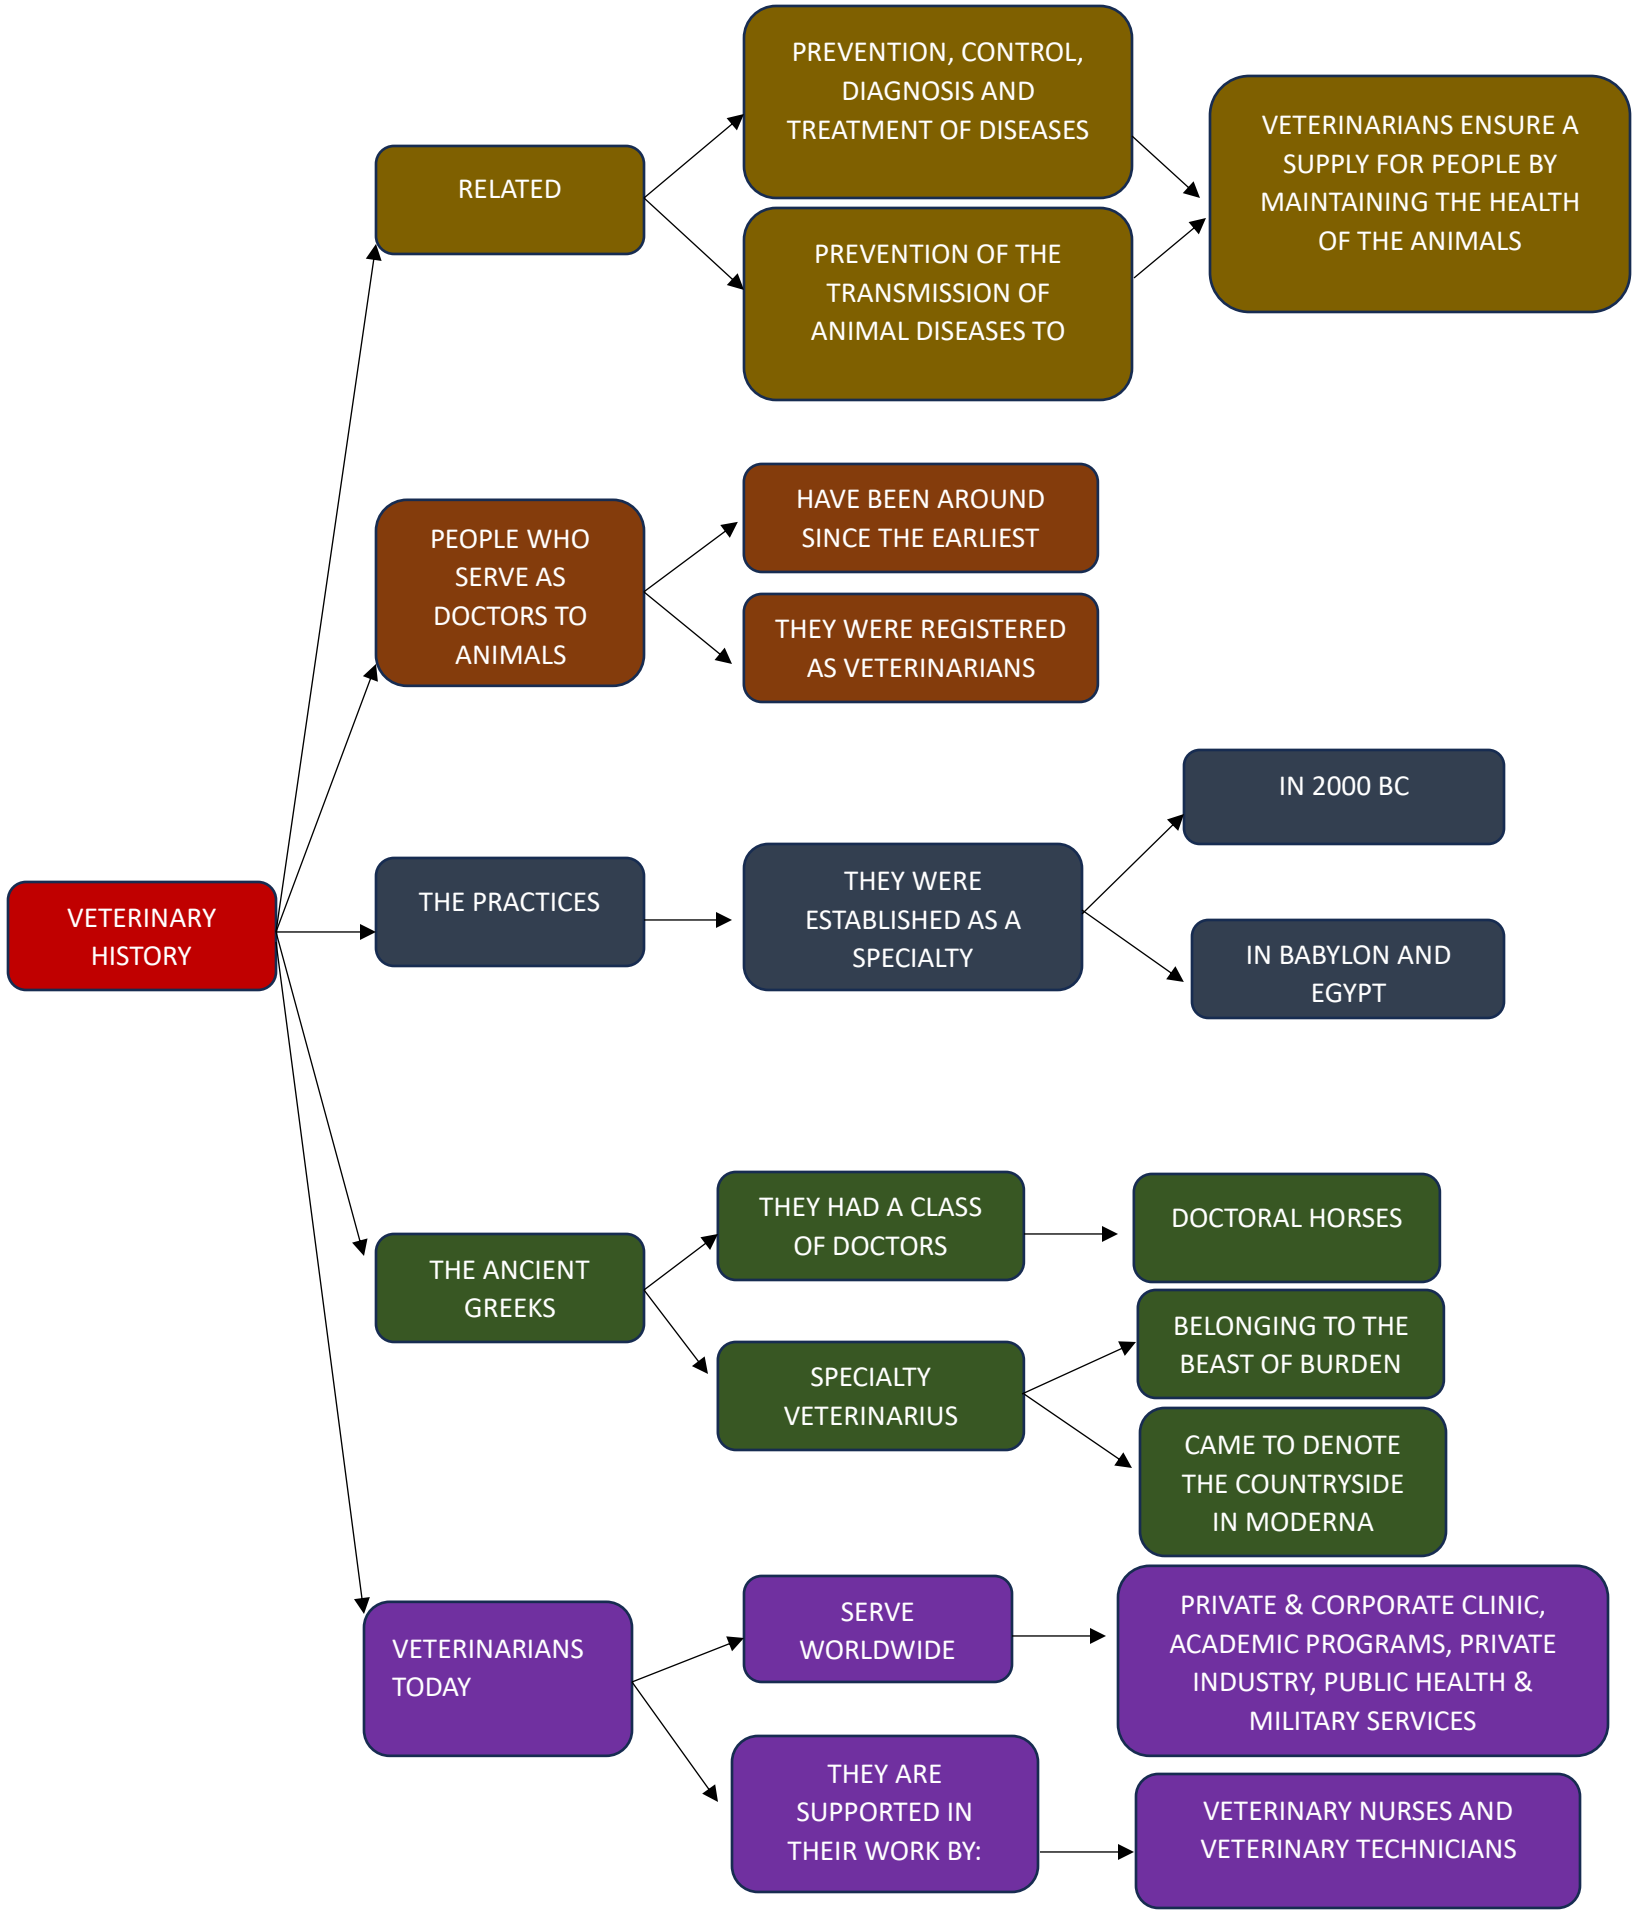 VETERINARY
HISTORY
RELATED
PREVENTION, CONTROL,
DIAGNOSIS AND
TREATMENT OF DISEASES
PREVENTION OF THE
TRANSMISSION OF
ANIMAL DISEASES TO
VETERINARIANS ENSURE A
SUPPLY FOR PEOPLE BY
MAINTAINING THE HEALTH
OF THE ANIMALS
PEOPLE WHO
SERVE AS
DOCTORS TO
ANIMALS
HAVE BEEN AROUND
SINCE THE EARLIEST
THEY WERE REGISTERED
AS VETERINARIANS
THE PRACTICES
THEY WERE
ESTABLISHED AS A
SPECIALTY
IN 2000 BC
IN BABYLON AND
EGYPT
THE ANCIENT
GREEKS
THEY HAD A CLASS
OF DOCTORS
DOCTORAL HORSES
SPECIALTY
VETERINARIUS
BELONGING TO THE
BEAST OF BURDEN
CAME TO DENOTE
THE COUNTRYSIDE
IN MODERNA
VETERINARIANS
TODAY
SERVE
WORLDWIDE
PRIVATE & CORPORATE CLINIC,
ACADEMIC PROGRAMS, PRIVATE
INDUSTRY, PUBLIC HEALTH &
MILITARY SERVICES
THEY ARE
SUPPORTED IN
THEIR WORK BY:
VETERINARY NURSES AND
VETERINARY TECHNICIANS